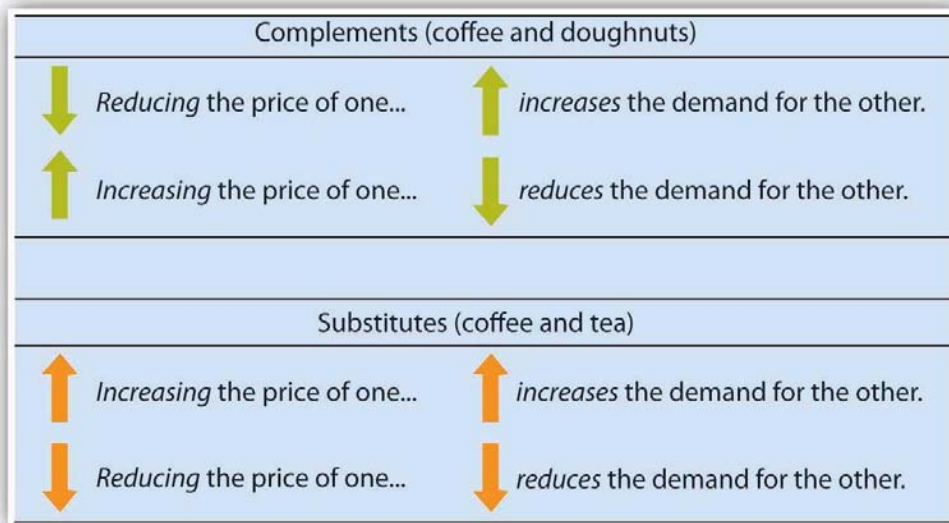 Complements (coffee and doughnuts)
Reducing the price of one... increases the demand for the other.
Increasing the price of one... reduces the demand for the other.
Substitutes (coffee and tea)
Increasing the price of one... increases the demand for the other.
Reducing the price of one... reduces the demand for the other.